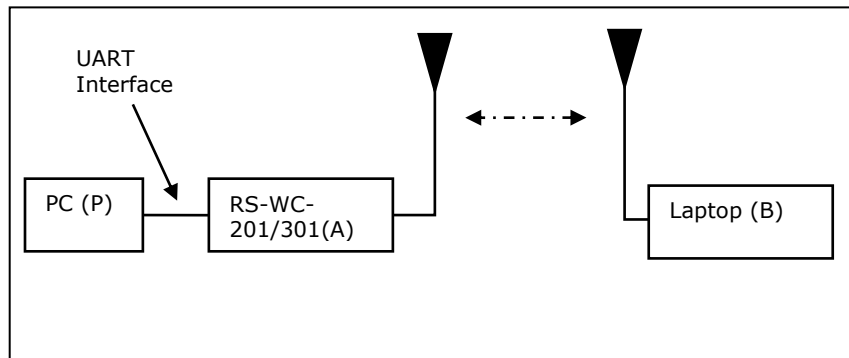 UART
Interface
PC (P)
RS-WC-
201/301(A)
Laptop (B)